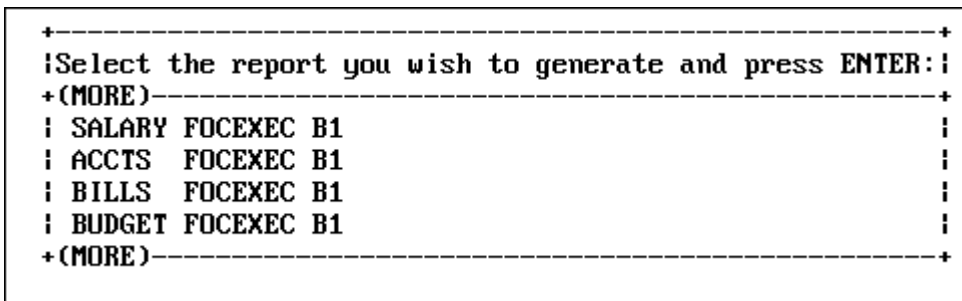 +-------------------------------------------------------+
|Select the report you wish to generate and press ENTER:|
+(MORE)-------------------------------------------------+
| SALARY FOCEXEC B1                                     |
| ACCTS  FOCEXEC B1                                     |
| BILLS  FOCEXEC B1                                     |
| BUDGET FOCEXEC B1                                     |
+(MORE)-------------------------------------------------+